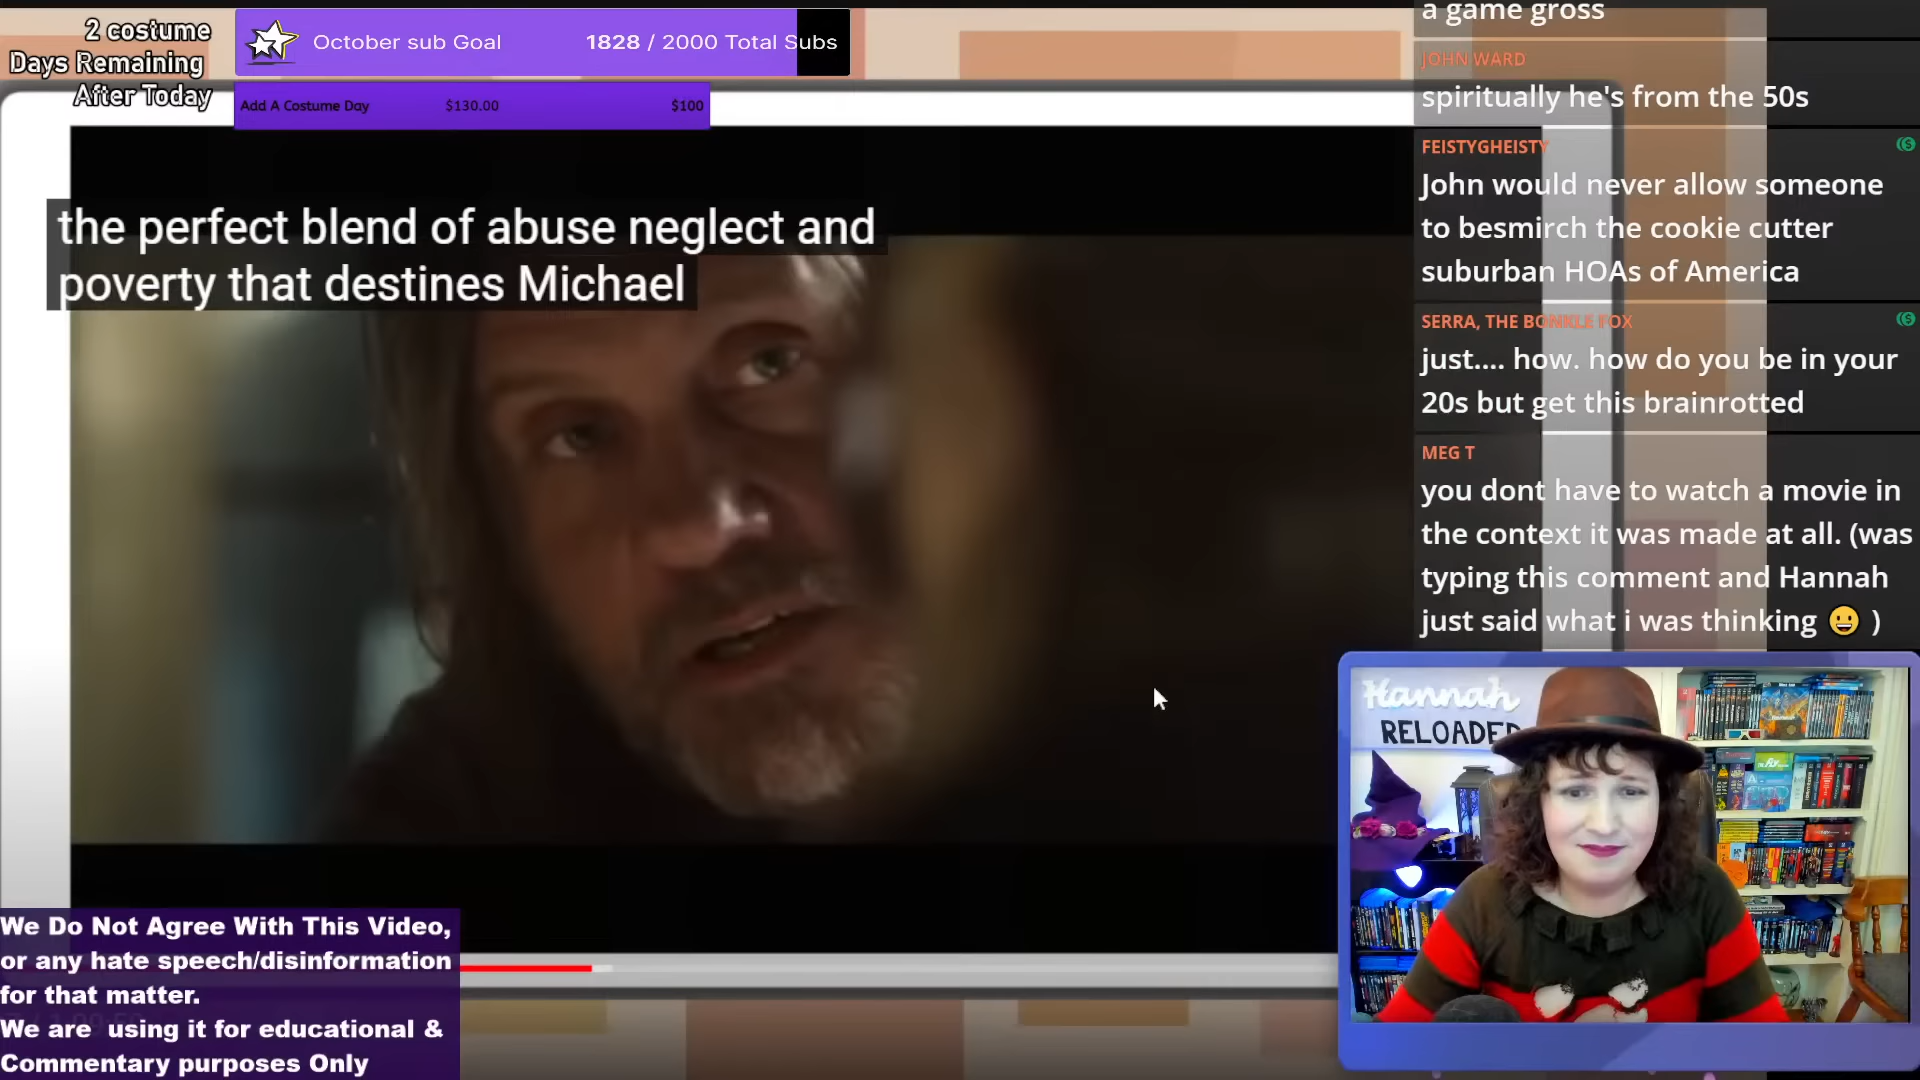 2 costume
Days Remaining
After Today
October sub Goal
1828 / 2000 Total Subs
Add A Costume Day
$130.00
$100
the perfect blend of abuse neglect and
poverty that destines Michael
a game gross
JOHN WARD
spiritually he's from the 50s
FEISTYGHEISTY
John would never allow someone
to besmirch the cookie cutter
suburban HOAs of America
SERRA, THE BONKLE FOX
just.... how. how do you be in your
20s but get this brainrotted
MEG T
you dont have to watch a movie in
the context it was made at all. (was
typing this comment and Hannah
just said what i was thinking 😀 )
Hannah
RELOADED
We Do Not Agree With This Video,
or any hate speech/disinformation
for that matter.
We are using it for educational &
Commentary purposes Only